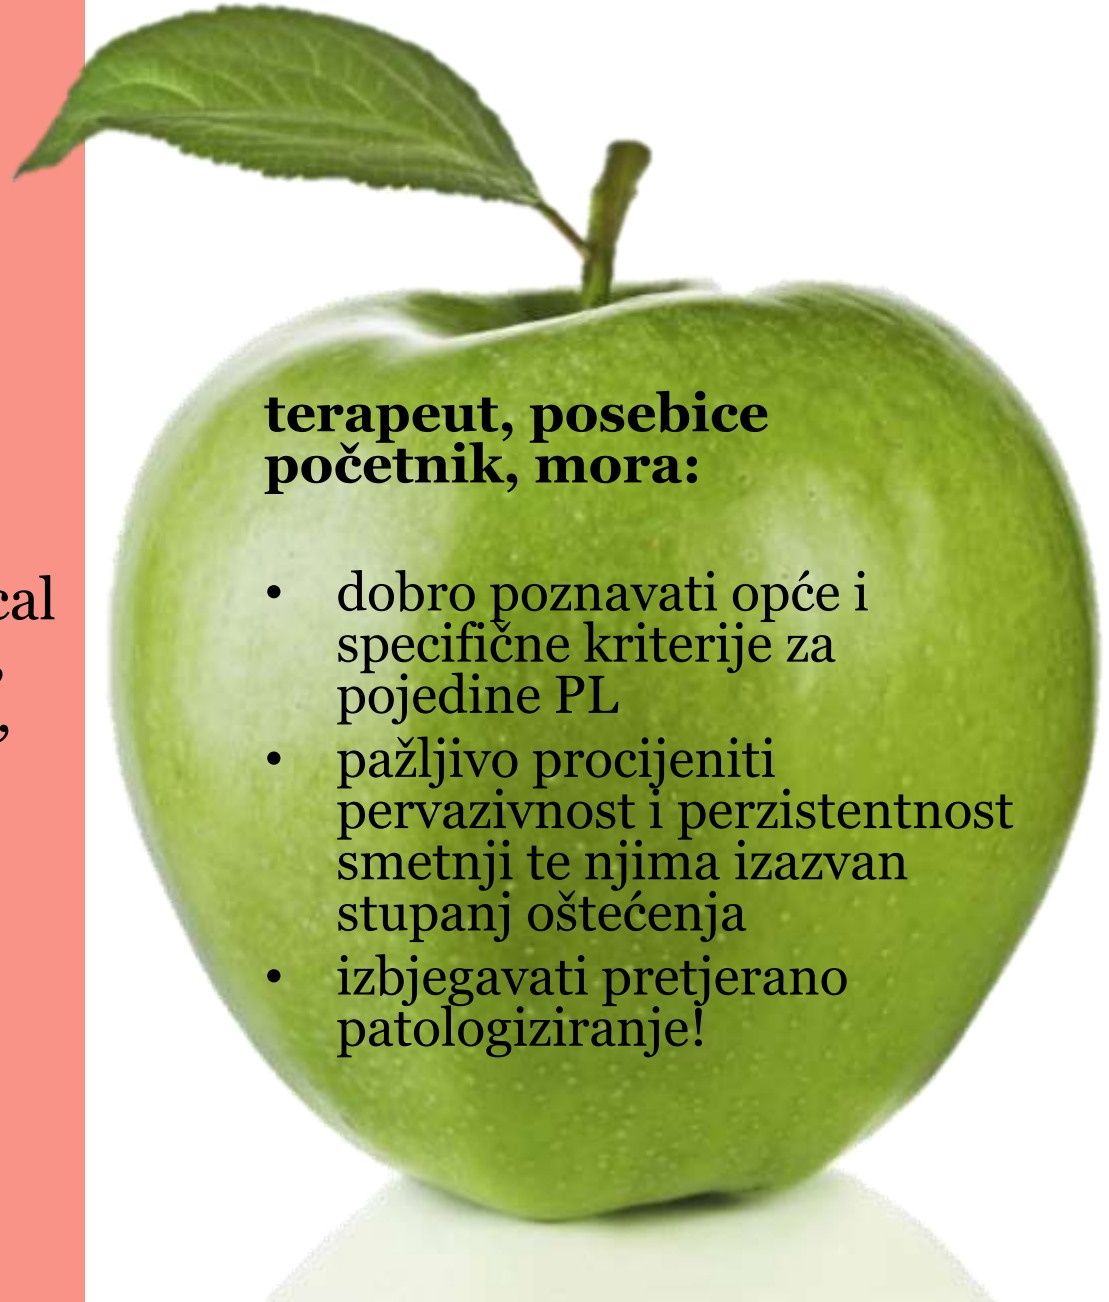 terapeut, posebice
početnik, mora:
• dobro poznavati opće i
specifične kriterije za
pojedine PL
• pažljivo procijeniti
pervazivnost i perzistentnost
smetnji te njima izazvan
stupanj oštećenja
• izbjegavati pretjerano
patologiziranje!